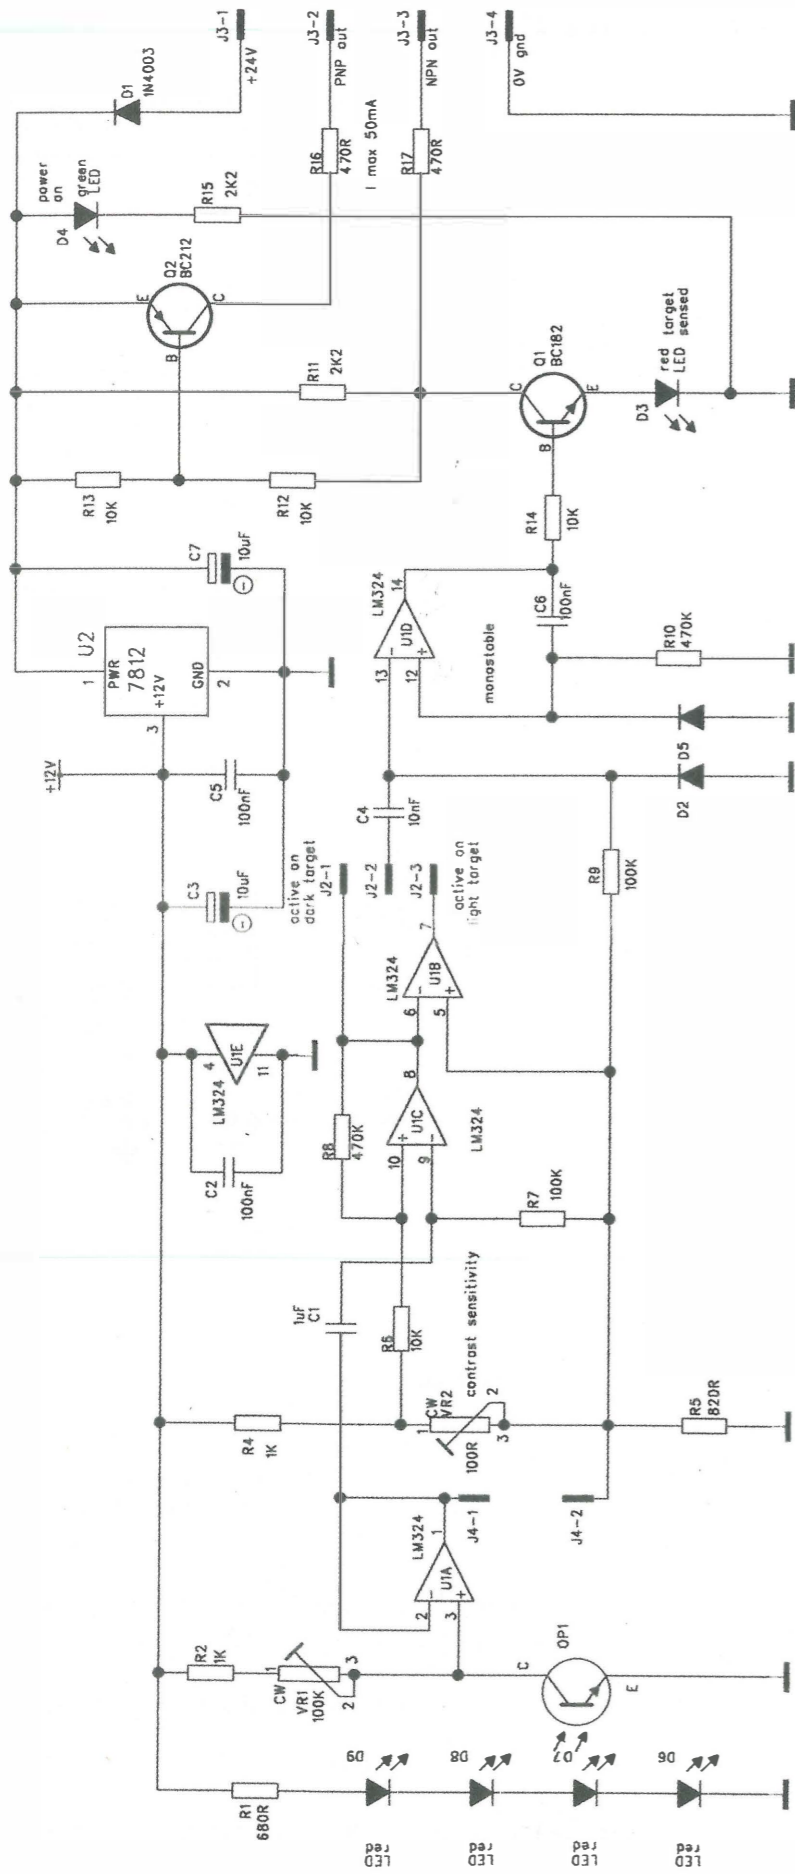 J3-1
+24V
D1
1N4003
J3-2
PNP out
R16
470R
I max 50mA
J3-3
NPN out
R17
470R
J3-4
0V gnd
power
on
green
LED
D4
R15
2K2
Q2
BC212
E
C
B
R11
2K2
Q1
BC182
C
E
B
red target
LED sensed
D3
R13
10K
R12
10K
R14
10K
C7
10uF
U2
1
PWR
7812
+12V
GND
2
3
+12V
C5
100nF
C3
10uF
LM324
14
U1D
13
12
-
+
C6
100nF
R10
470K
monostable
D5
D2
C4
10nF
R9
100K
active on
dark target
J2-1
J2-2
J2-3
active on
light target
LM324
7
U1B
6
5
-
+
4
U1E
11
LM324
C2
100nF
R8
470K
8
U1C
10
9
+
-
LM324
R7
100K
1uF
C1
R6
10K
contrast sensitivity
R4
1K
CW
VR2
1
2
3
100R
R5
820R
J4-1
J4-2
LM324
1
U1A
2
3
-
+
R2
1K
CW
VR1
100K
1
2
3
OP1
C
E
R1
680R
D9
D8
D7
D6
LED
red
LED
red
LED
red
LED
red